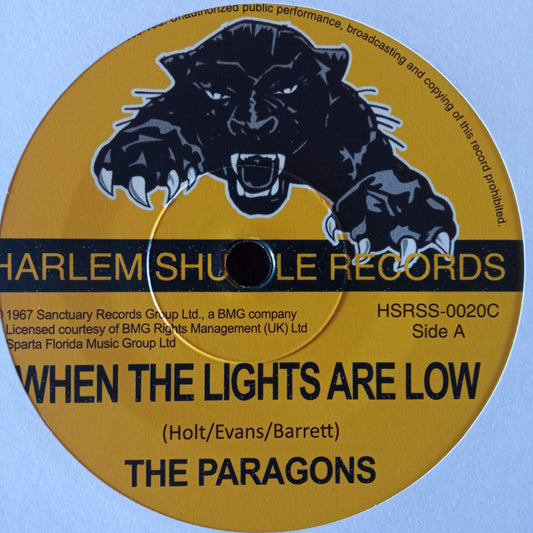 Unauthorized public performance, broadcasting and copying of this record prohibited.
HARLEM SHU LE RECORDS
1967 Sanctuary Records Group Ltd., a BMG company
Licensed courtesy of BMG Rights Management (UK) Ltd
Sparta Florida Music Group Ltd
HSRSS-0020C
Side A
WHEN THE LIGHTS ARE LOW
(Holt/Evans/Barrett)
THE PARAGONS